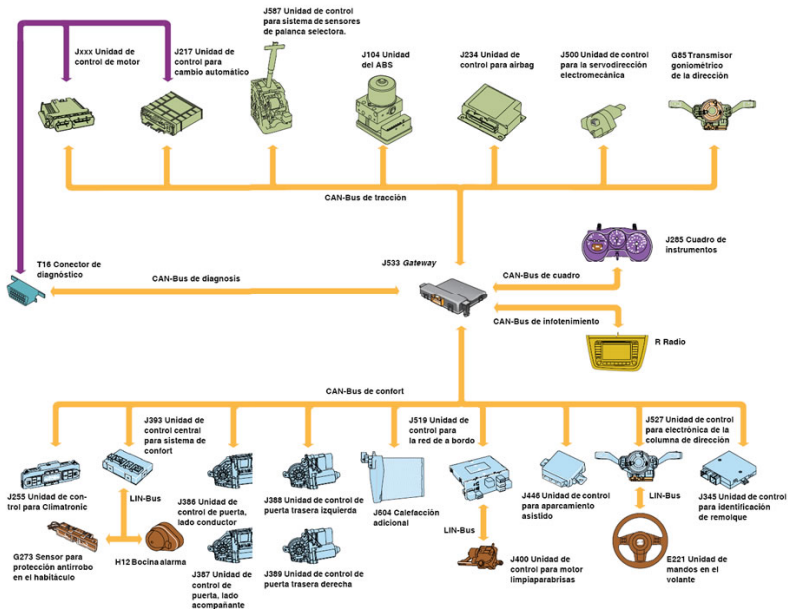 J587 Unidad de control
para sistema de sensores
de palanca selectora.
Jxxx Unidad de
control de motor
J217 Unidad de
control para
cambio automático
J104 Unidad
del ABS
J234 Unidad de
control para airbag
J500 Unidad de control
para la servodirección
electromecánica
G85 Transmisor
goniométrico
de la dirección
CAN-Bus de tracción
T16 Conector de
diagnóstico
CAN-Bus de diagnosis
J533 Gateway
CAN-Bus de cuadro
J285 Cuadro de
instrumentos
CAN-Bus de infotenimiento
R Radio
CAN-Bus de confort
J393 Unidad de
control central
para sistema de
confort
J519 Unidad de
control para
la red de a bordo
J527 Unidad de control
para electrónica de la
columna de dirección
J255 Unidad de con-
trol para Climatronic
LIN-Bus
J386 Unidad de
control de puerta,
lado conductor
J388 Unidad de control de
puerta trasera izquierda
J604 Calefacción
adicional
J446 Unidad de control
para aparcamiento
asistido
LIN-Bus
J345 Unidad de control
para identificación
de remolque
LIN-Bus
G273 Sensor para
protección antirrobo
en el habitáculo
H12 Bocina alarma
J387 Unidad de
control de
puerta, lado
acompañante
J389 Unidad de control de
puerta trasera derecha
J400 Unidad de
control para motor
limpiaparabrisas
E221 Unidad de
mandos en el
volante